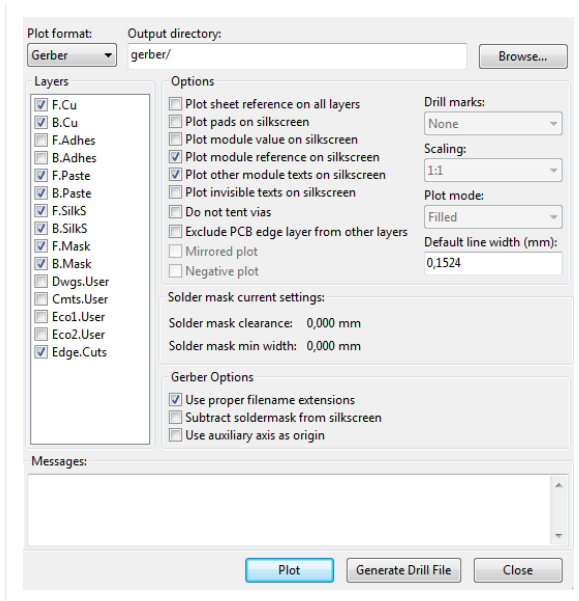 Plot format:
Output directory:
Gerber
gerber/
Browse...
Layers
F.Cu
B.Cu
F.Adhes
B.Adhes
F.Paste
B.Paste
F.SilkS
B.SilkS
F.Mask
B.Mask
Dwgs.User
Cmts.User
Eco1.User
Eco2.User
Edge.Cuts
Options
Plot sheet reference on all layers
Plot pads on silkscreen
Plot module value on silkscreen
Plot module reference on silkscreen
Plot other module texts on silkscreen
Plot invisible texts on silkscreen
Do not tent vias
Exclude PCB edge layer from other layers
Mirrored plot
Negative plot
Drill marks:
None
Scaling:
1:1
Plot mode:
Filled
Default line width (mm):
0,1524
Solder mask current settings:
Solder mask clearance: 0,000 mm
Solder mask min width: 0,000 mm
Gerber Options
Use proper filename extensions
Subtract soldermask from silkscreen
Use auxiliary axis as origin
Messages:
Plot
Generate Drill File
Close